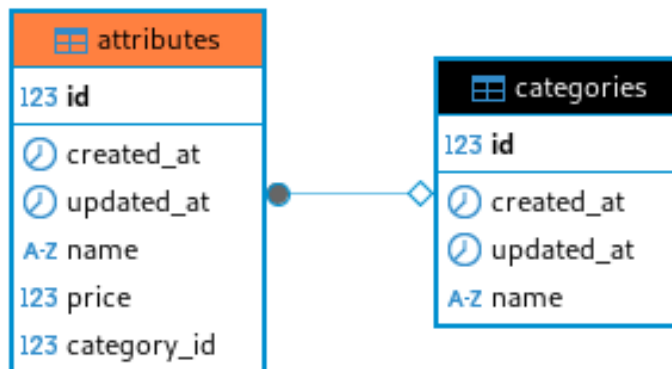 attributes
123 id
created_at
updated_at
A-Z name
123 price
123 category_id
categories
123 id
created_at
updated_at
A-Z name